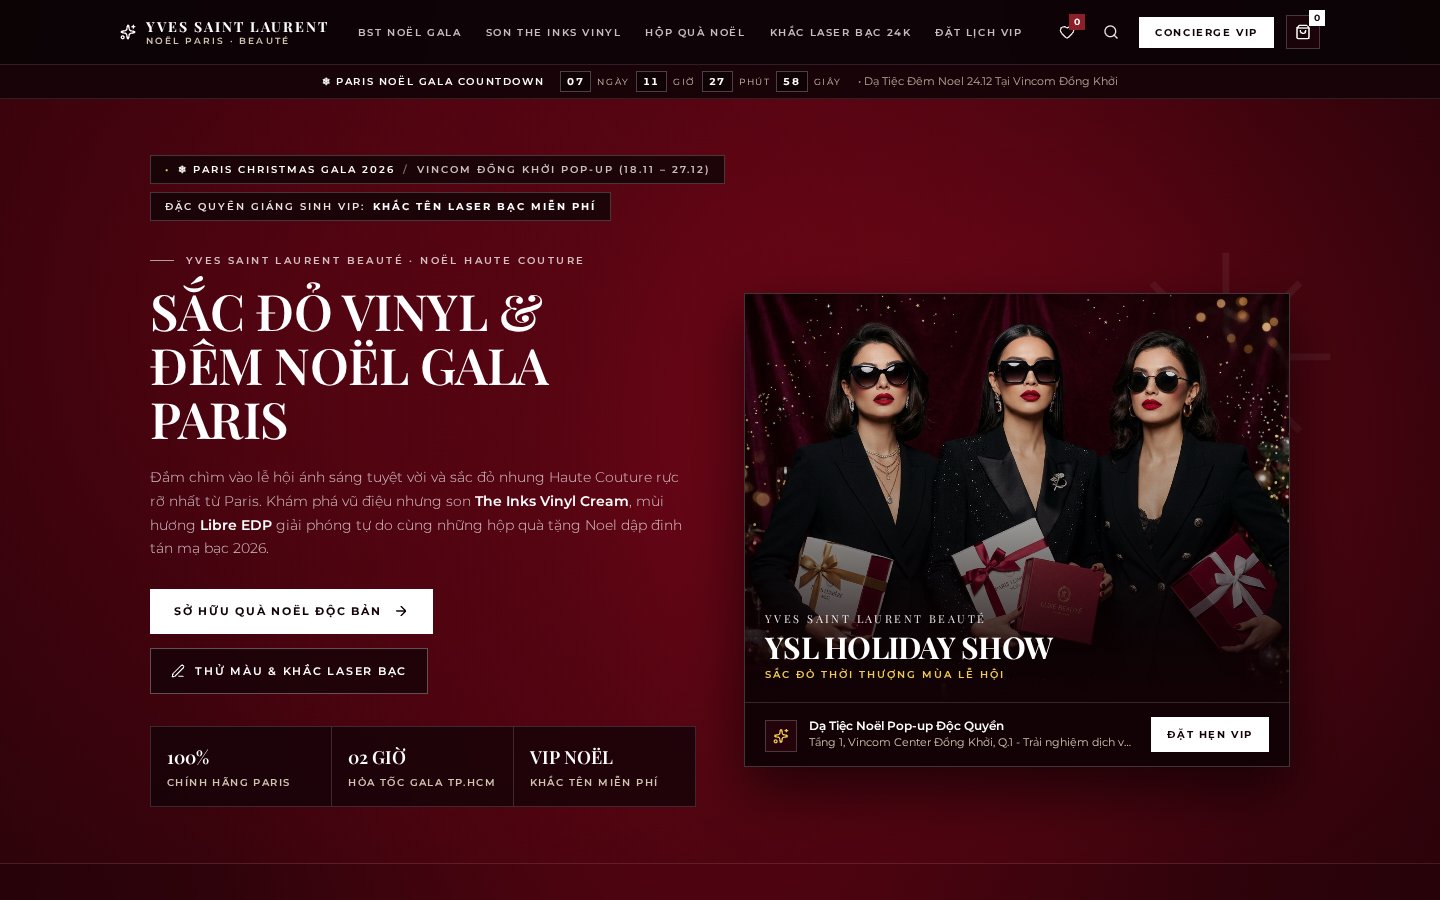 YVES SAINT LAURENT
NOËL PARIS · BEAUTÉ
BST NOËL GALA
SON THE INKS VINYL
HỘP QUÀ NOËL
KHẮC LASER BẠC 24K
ĐẶT LỊCH VIP
0
CONCIERGE VIP
0
❄ PARIS NOËL GALA COUNTDOWN
07 NGÀY 11 GIỜ 27 PHÚT 58 GIÂY
• Dạ Tiệc Đêm Noel 24.12 Tại Vincom Đồng Khởi
• ❄ PARIS CHRISTMAS GALA 2026 / VINCOM ĐỒNG KHỞI POP-UP (18.11 – 27.12)
ĐẶC QUYỀN GIÁNG SINH VIP: KHẮC TÊN LASER BẠC MIỄN PHÍ
YVES SAINT LAURENT BEAUTÉ · NOËL HAUTE COUTURE
SẮC ĐỎ VINYL &
ĐÊM NOËL GALA
PARIS
Đắm chìm vào lễ hội ánh sáng tuyệt vời và sắc đỏ nhung Haute Couture rực
rỡ nhất từ Paris. Khám phá vũ điệu nhưng son The Inks Vinyl Cream, mùi
hương Libre EDP giải phóng tự do cùng những hộp quà tặng Noel dập đinh
tán mạ bạc 2026.
SỞ HỮU QUÀ NOËL ĐỘC BẢN
THỬ MÀU & KHẮC LASER BẠC
100%
CHÍNH HÃNG PARIS
02 GIỜ
HỎA TỐC GALA TP.HCM
VIP NOËL
KHẮC TÊN MIỄN PHÍ
YVES SAINT LAURENT BEAUTÉ
YSL HOLIDAY SHOW
SẮC ĐỎ THỜI THƯỢNG MÙA LỄ HỘI
Dạ Tiệc Noël Pop-up Độc Quyền
Tầng 1, Vincom Center Đồng Khởi, Q.1 - Trải nghiệm dịch v...
ĐẶT HẸN VIP